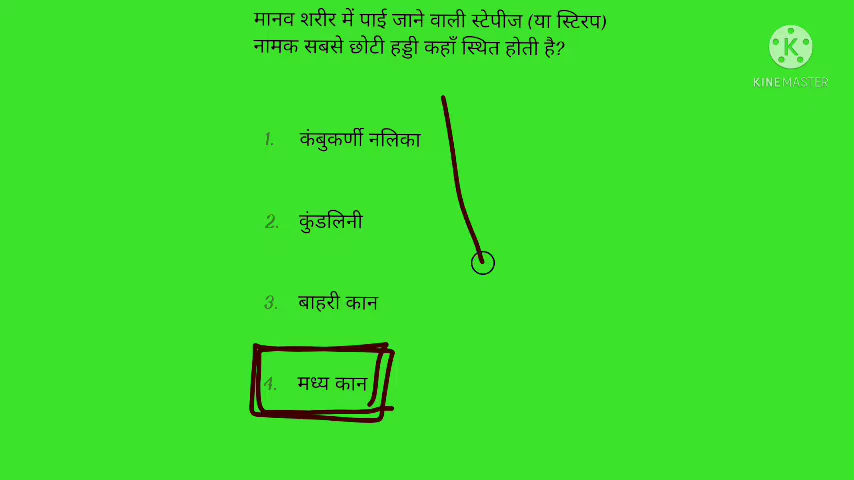 मानव शरीर में पाई जाने वाली स्टेपीज (या स्टिरप)
नामक सबसे छोटी हड्डी कहाँ स्थित होती है?
KINEMASTER
1. कंबुकर्णी नलिका
2. कुंडलिनी
3. बाहरी कान
4. मध्य कान